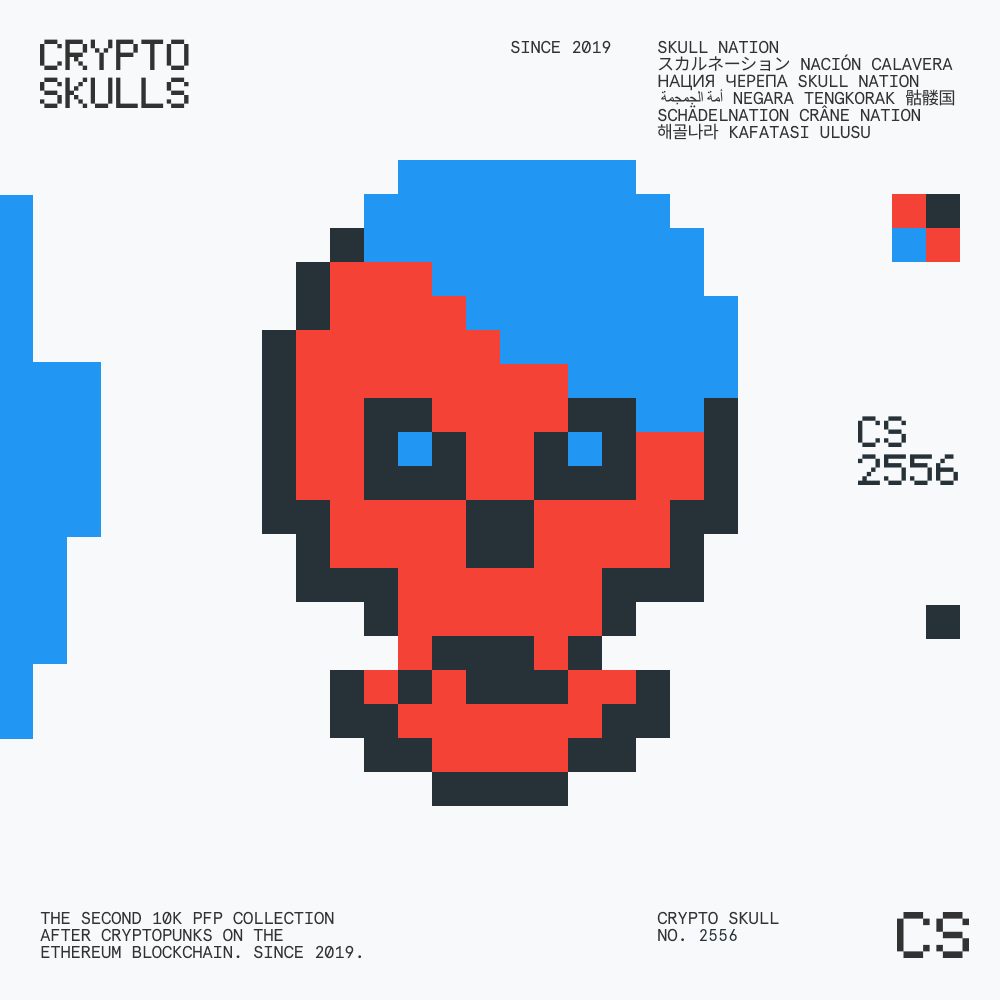 CRYPTO
SKULLS
SINCE 2019
SKULL NATION
スカルネーション NACIÓN CALAVERA
НАЦИЯ ЧЕРЕПА SKULL NATION
أمة الجمجمة NEGARA TENGKORAK 骷髅国
SCHÄDELNATION CRÂNE NATION
해골나라 KAFATASI ULUSU
CS
2556
THE SECOND 10K PFP COLLECTION
AFTER CRYPTOPUNKS ON THE
ETHEREUM BLOCKCHAIN. SINCE 2019.
CRYPTO SKULL
NO. 2556
CS